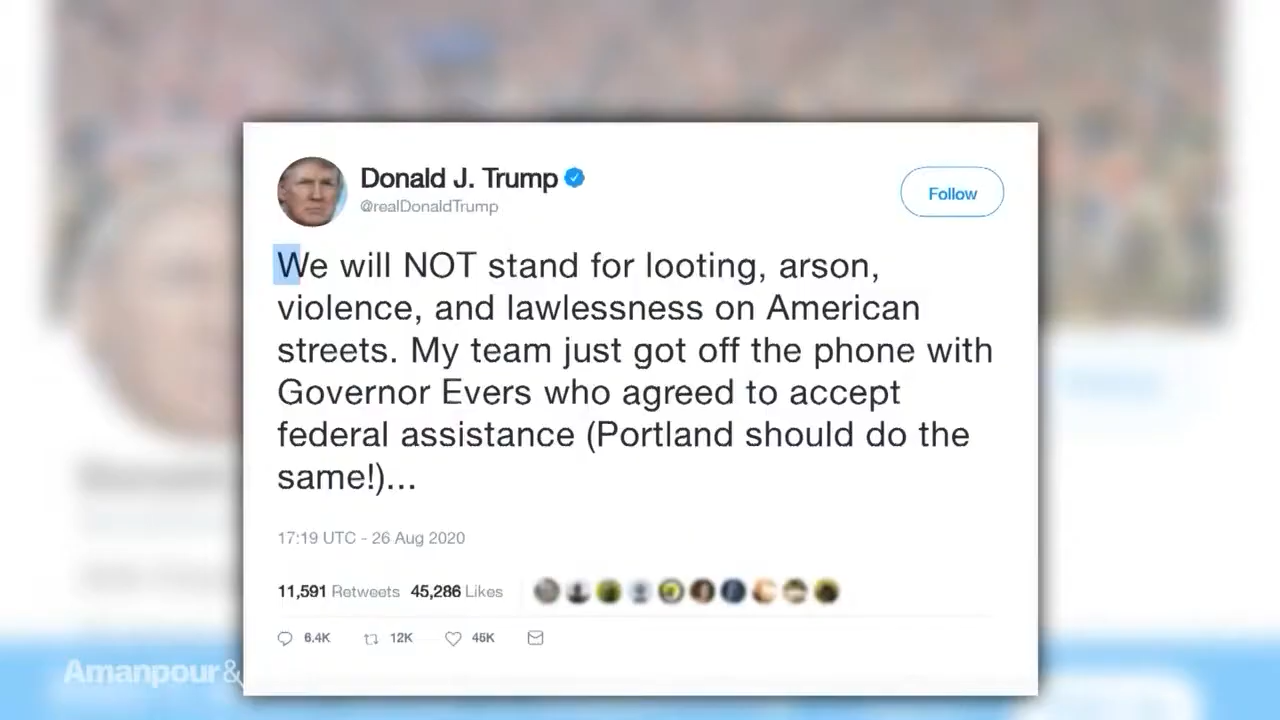 Donald J. Trump
@realDonaldTrump
Follow
We will NOT stand for looting, arson,
violence, and lawlessness on American
streets. My team just got off the phone with
Governor Evers who agreed to accept
federal assistance (Portland should do the
same!)...
17:19 UTC - 26 Aug 2020
11,591 Retweets 45,286 Likes
6.4K 12K 45K
Amanpour&